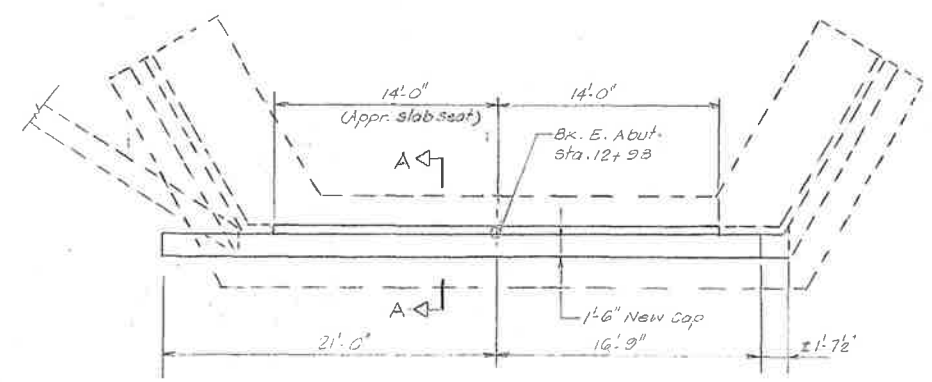 14'-0" 14'-0"
(Appr. slab seat)
Bk. E. Abut.
sta. 12+93
A
A
1'-6" New Cap
21'-0" 16'-9" ±1'-7½"